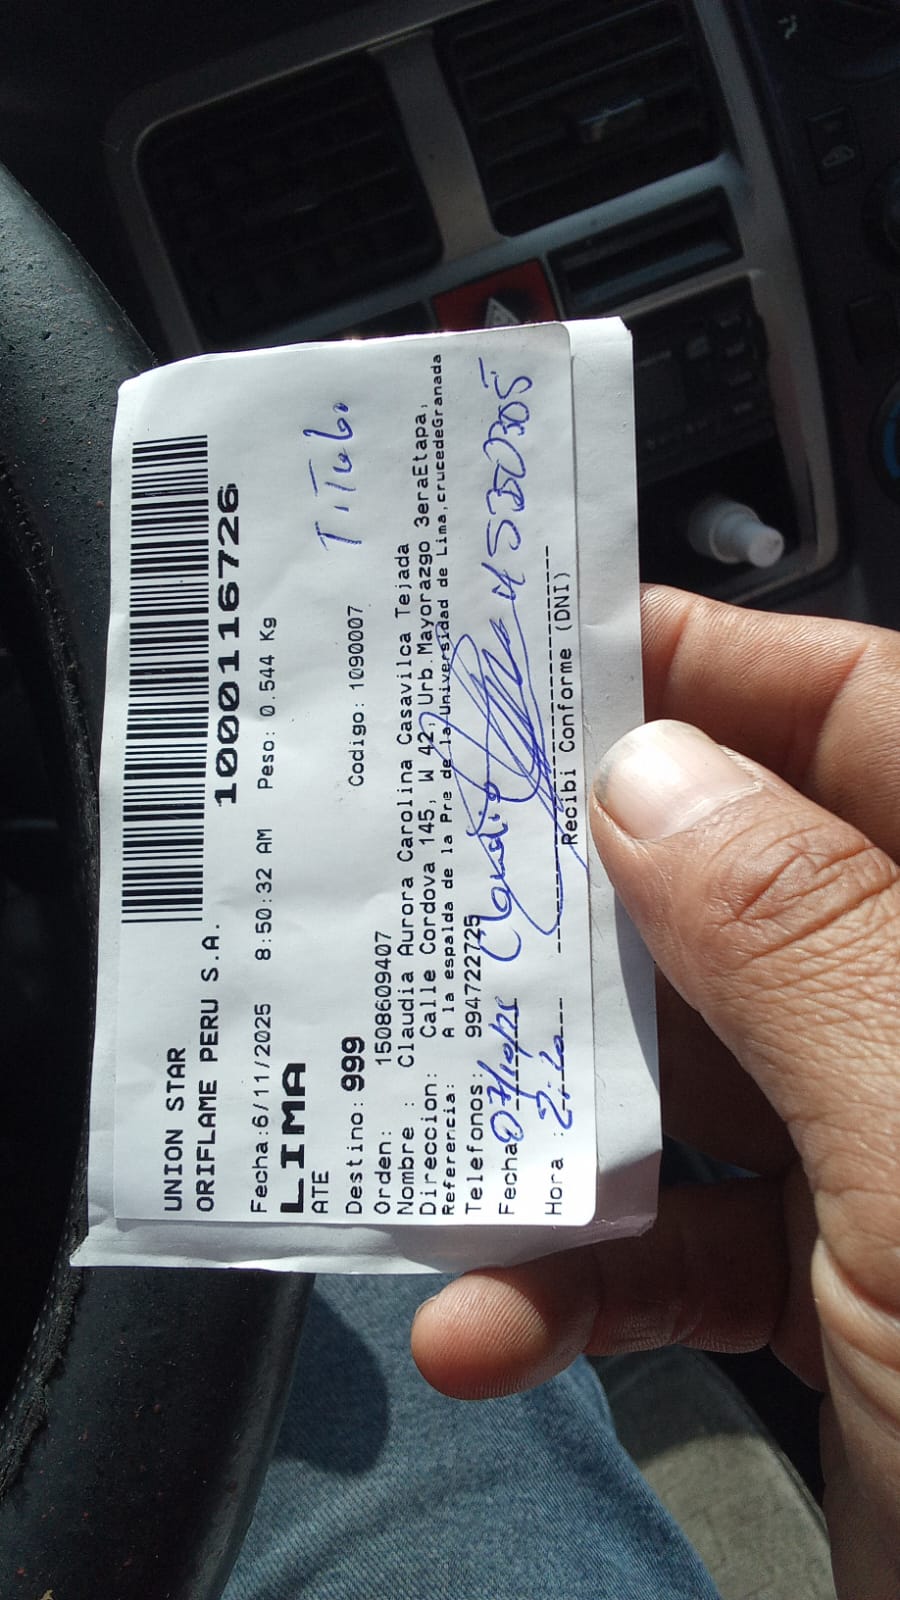 UNION STAR
ORIFLAME PERU S.A.
1000116726
Fecha:6/11/2025 8:50:32 AM Peso: 0.544 Kg
LIMA
ATE
TiTulo
Destino: 999 Codigo: 1090007
Orden: 1508609407
Nombre : Claudia Aurora Carolina Casavilca Tejada
Direccion: Calle Cordova 145, W 42, Urb.Mayorazgo 3eraEtapa,
Referencia: A la espalda de la Pre de la Universidad de Lima,crucedeGranada
Telefonos: 994722725
Fecha
Hora :
Recibi Conforme (DNI)